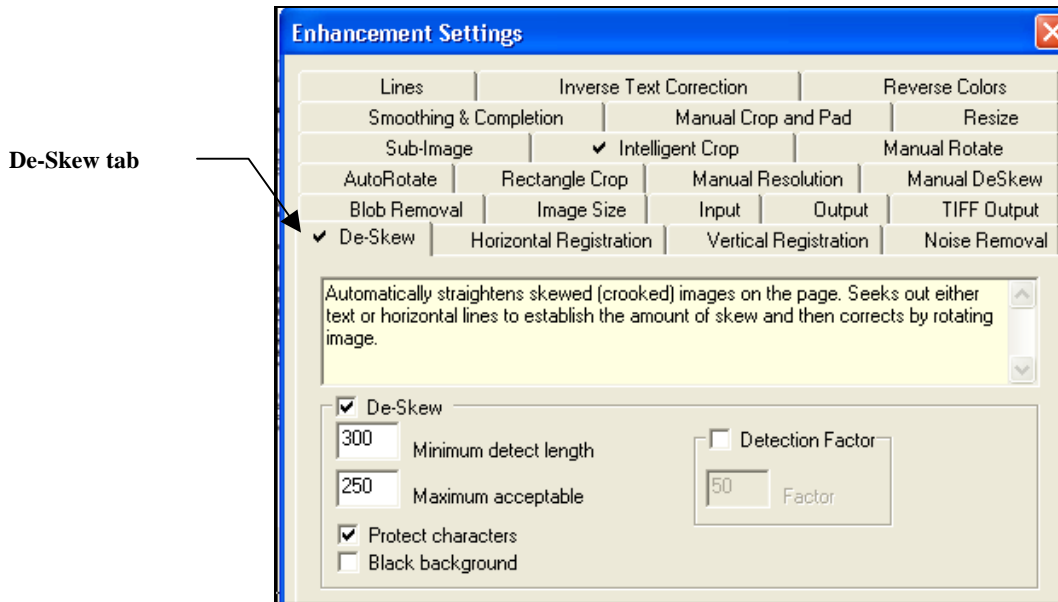 Enhancement Settings
Lines Inverse Text Correction Reverse Colors
Smoothing & Completion Manual Crop and Pad Resize
Sub-Image Intelligent Crop Manual Rotate
De-Skew tab
AutoRotate Rectangle Crop Manual Resolution Manual DeSkew
Blob Removal Image Size Input Output TIFF Output
De-Skew Horizontal Registration Vertical Registration Noise Removal
Automatically straightens skewed (crooked) images on the page. Seeks out either
text or horizontal lines to establish the amount of skew and then corrects by rotating
image.
De-Skew
300 Minimum detect length
Detection Factor
250 Maximum acceptable
50 Factor
Protect characters
Black background